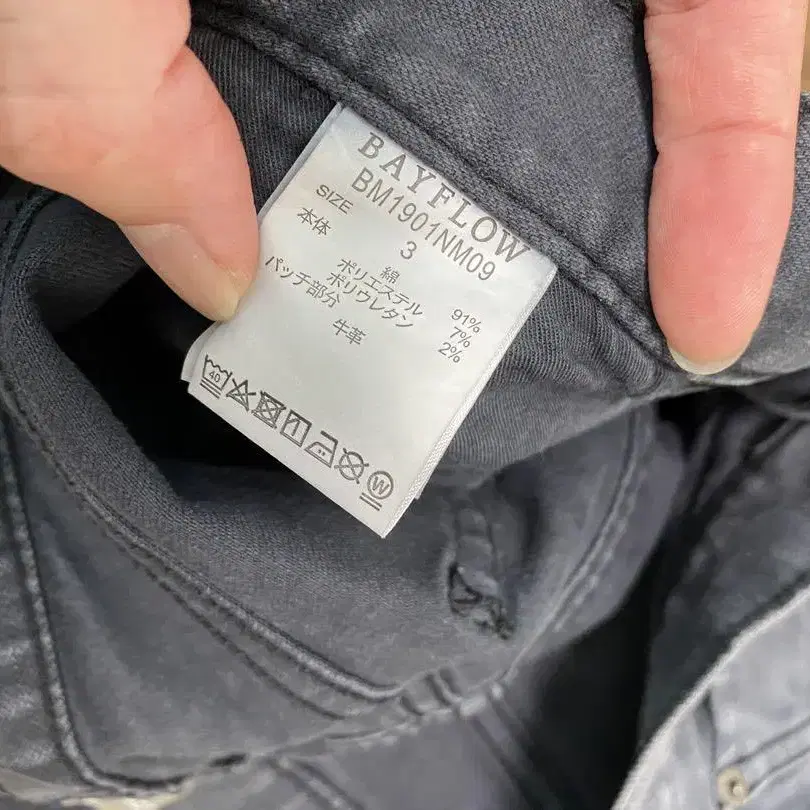 BAYFLOW
BM1901NM09
SIZE 3
本体 綿 91%
ポリエステル 7%
ポリウレタン 2%
パッチ部分 牛革
40
W